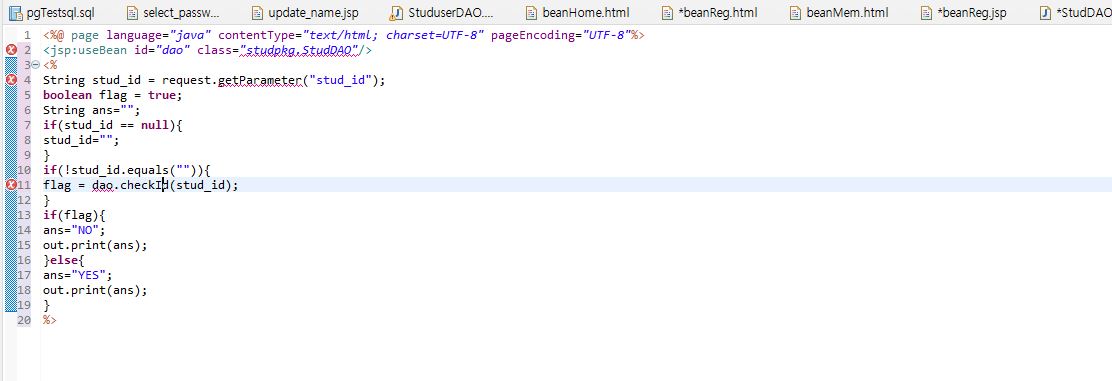 pgTestsql.sql select_passw... update_name.jsp StuduserDAO.... beanHome.html *beanReg.html beanMem.html *beanReg.jsp *StudDAO
1 <%@ page language="java" contentType="text/html; charset=UTF-8" pageEncoding="UTF-8"%>
2 <jsp:useBean id="dao" class="studpkg.StudDAO"/>
3 <%
4 String stud_id = request.getParameter("stud_id");
5 boolean flag = true;
6 String ans="";
7 if(stud_id == null){
8 stud_id="";
9 }
10 if(!stud_id.equals("")){
11 flag = dao.checkId(stud_id);
12 }
13 if(flag){
14 ans="NO";
15 out.print(ans);
16 }else{
17 ans="YES";
18 out.print(ans);
19 }
20 %>